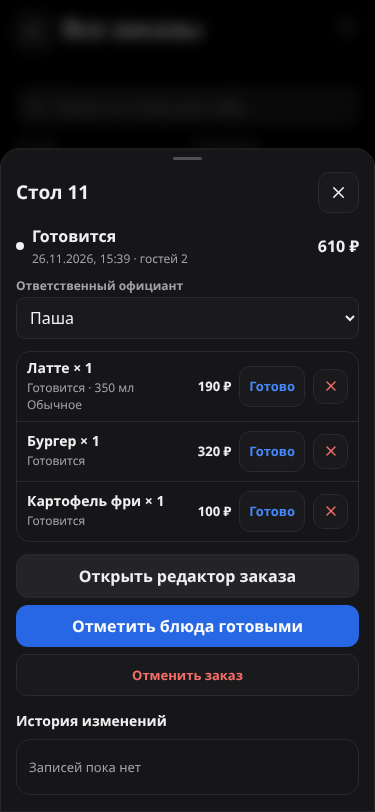 Стол 11
Готовится
26.11.2026, 15:39 · гостей 2
610 ₽
Ответственный официант
Паша
Латте × 1
Готовится · 350 мл
Обычное
190 ₽
Готово
Бургер × 1
Готовится
320 ₽
Готово
Картофель фри × 1
Готовится
100 ₽
Готово
Открыть редактор заказа
Отметить блюда готовыми
Отменить заказ
История изменений
Записей пока нет